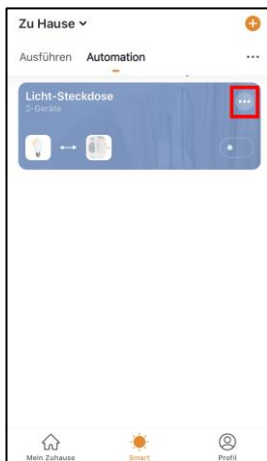 Zu Hause
Ausführen Automation
Licht-Steckdose
2-Geräte
Mein Zuhause Smart Profil